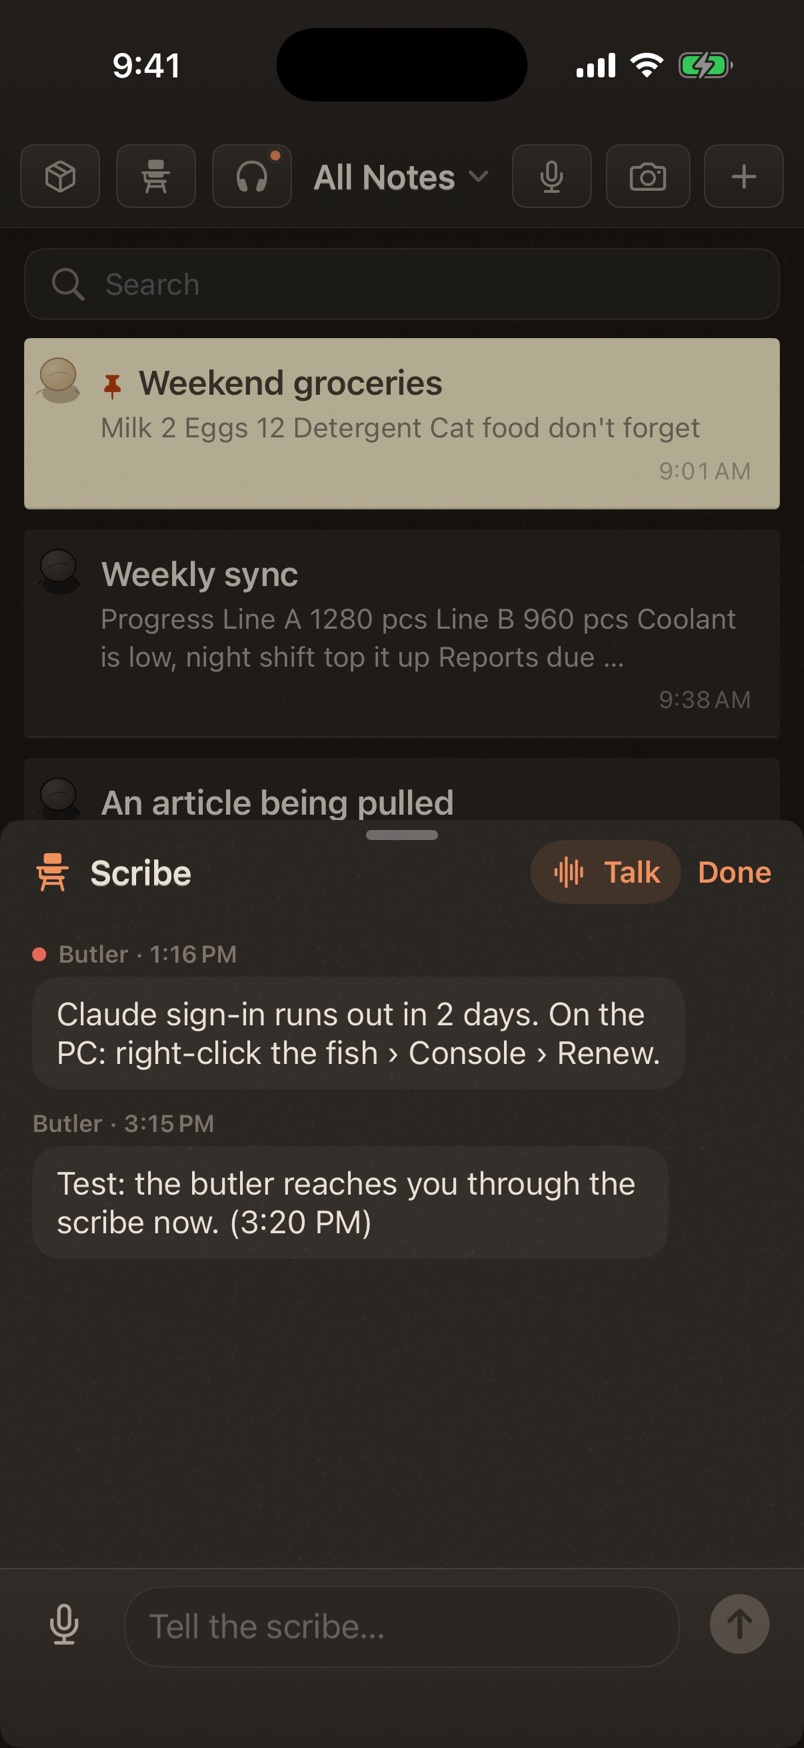 9:41
All Notes
Search
Weekend groceries
Milk 2 Eggs 12 Detergent Cat food don't forget
9:01 AM
Weekly sync
Progress Line A 1280 pcs Line B 960 pcs Coolant
is low, night shift top it up Reports due ...
9:38 AM
An article being pulled
Scribe
Talk
Done
Butler · 1:16 PM
Claude sign-in runs out in 2 days. On the
PC: right-click the fish › Console › Renew.
Butler · 3:15 PM
Test: the butler reaches you through the
scribe now. (3:20 PM)
Tell the scribe...